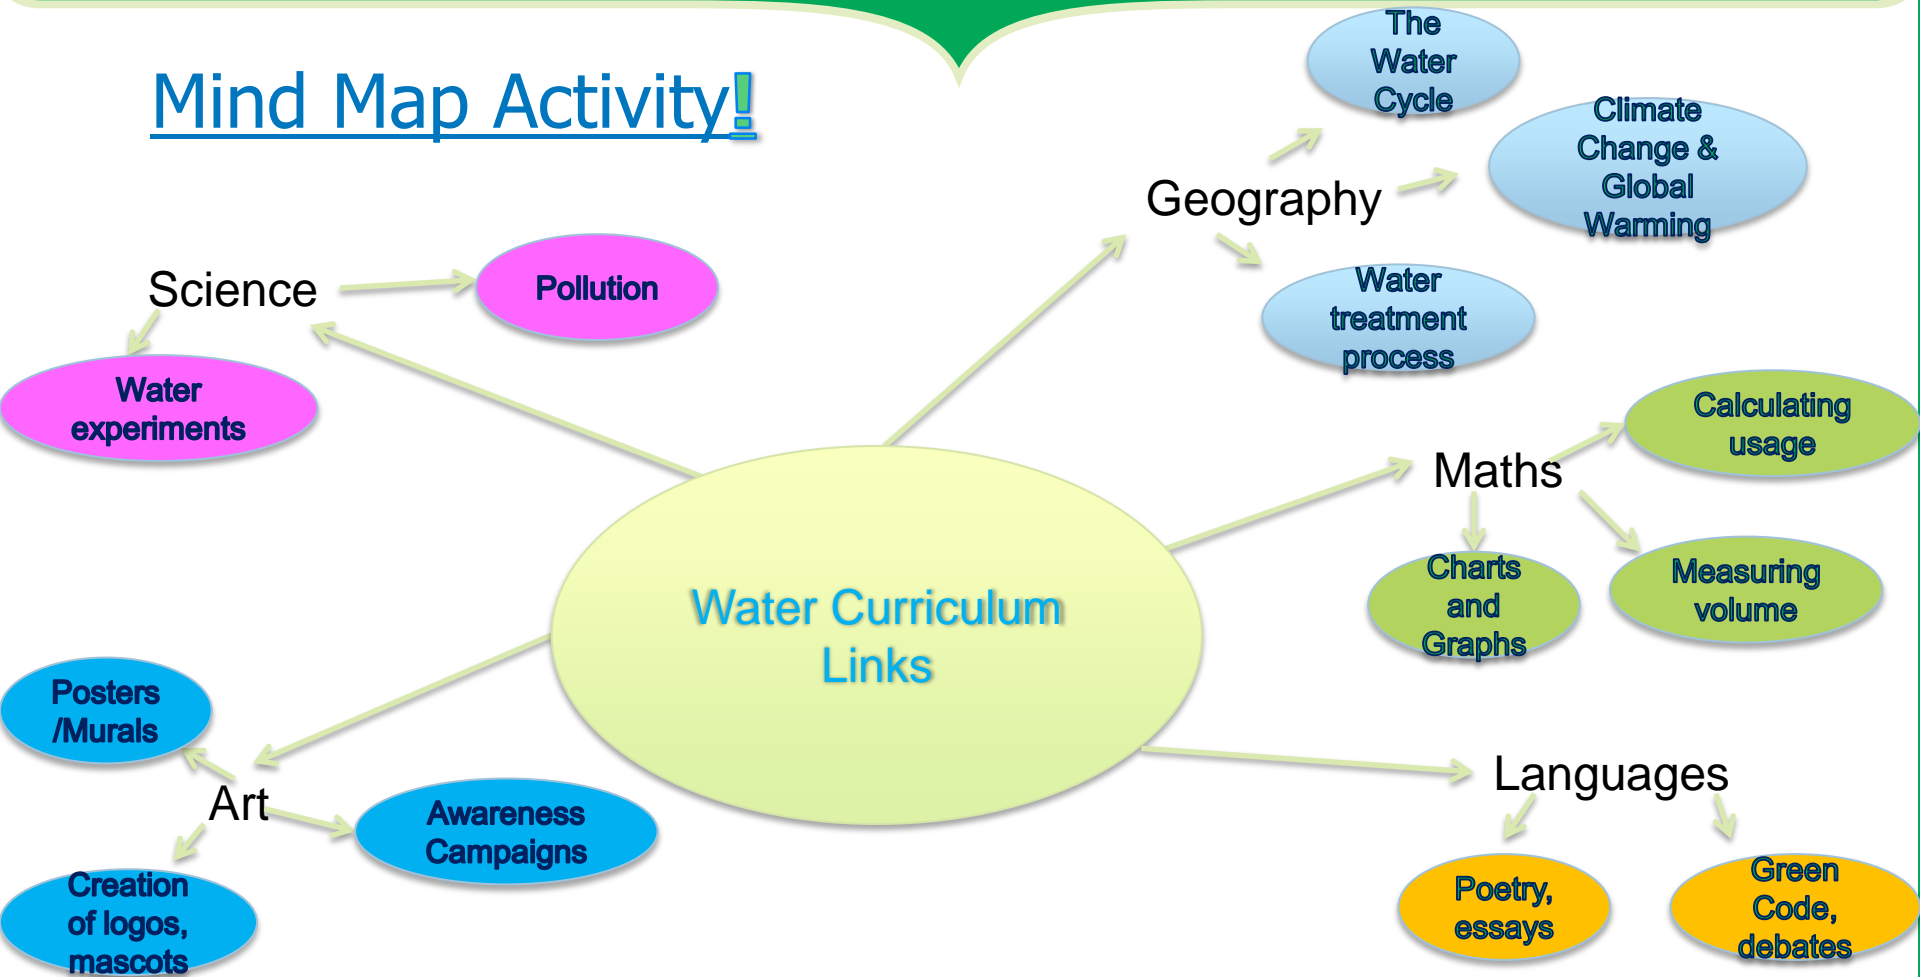 Mind Map Activity!
The
Water
Cycle
Climate
Change &
Global
Warming
Geography
Water
treatment
process
Science
Pollution
Water
experiments
Calculating
usage
Maths
Charts
and
Graphs
Measuring
volume
Water Curriculum
Links
Posters
/Murals
Art
Awareness
Campaigns
Creation
of logos,
mascots
Languages
Poetry,
essays
Green
Code,
debates